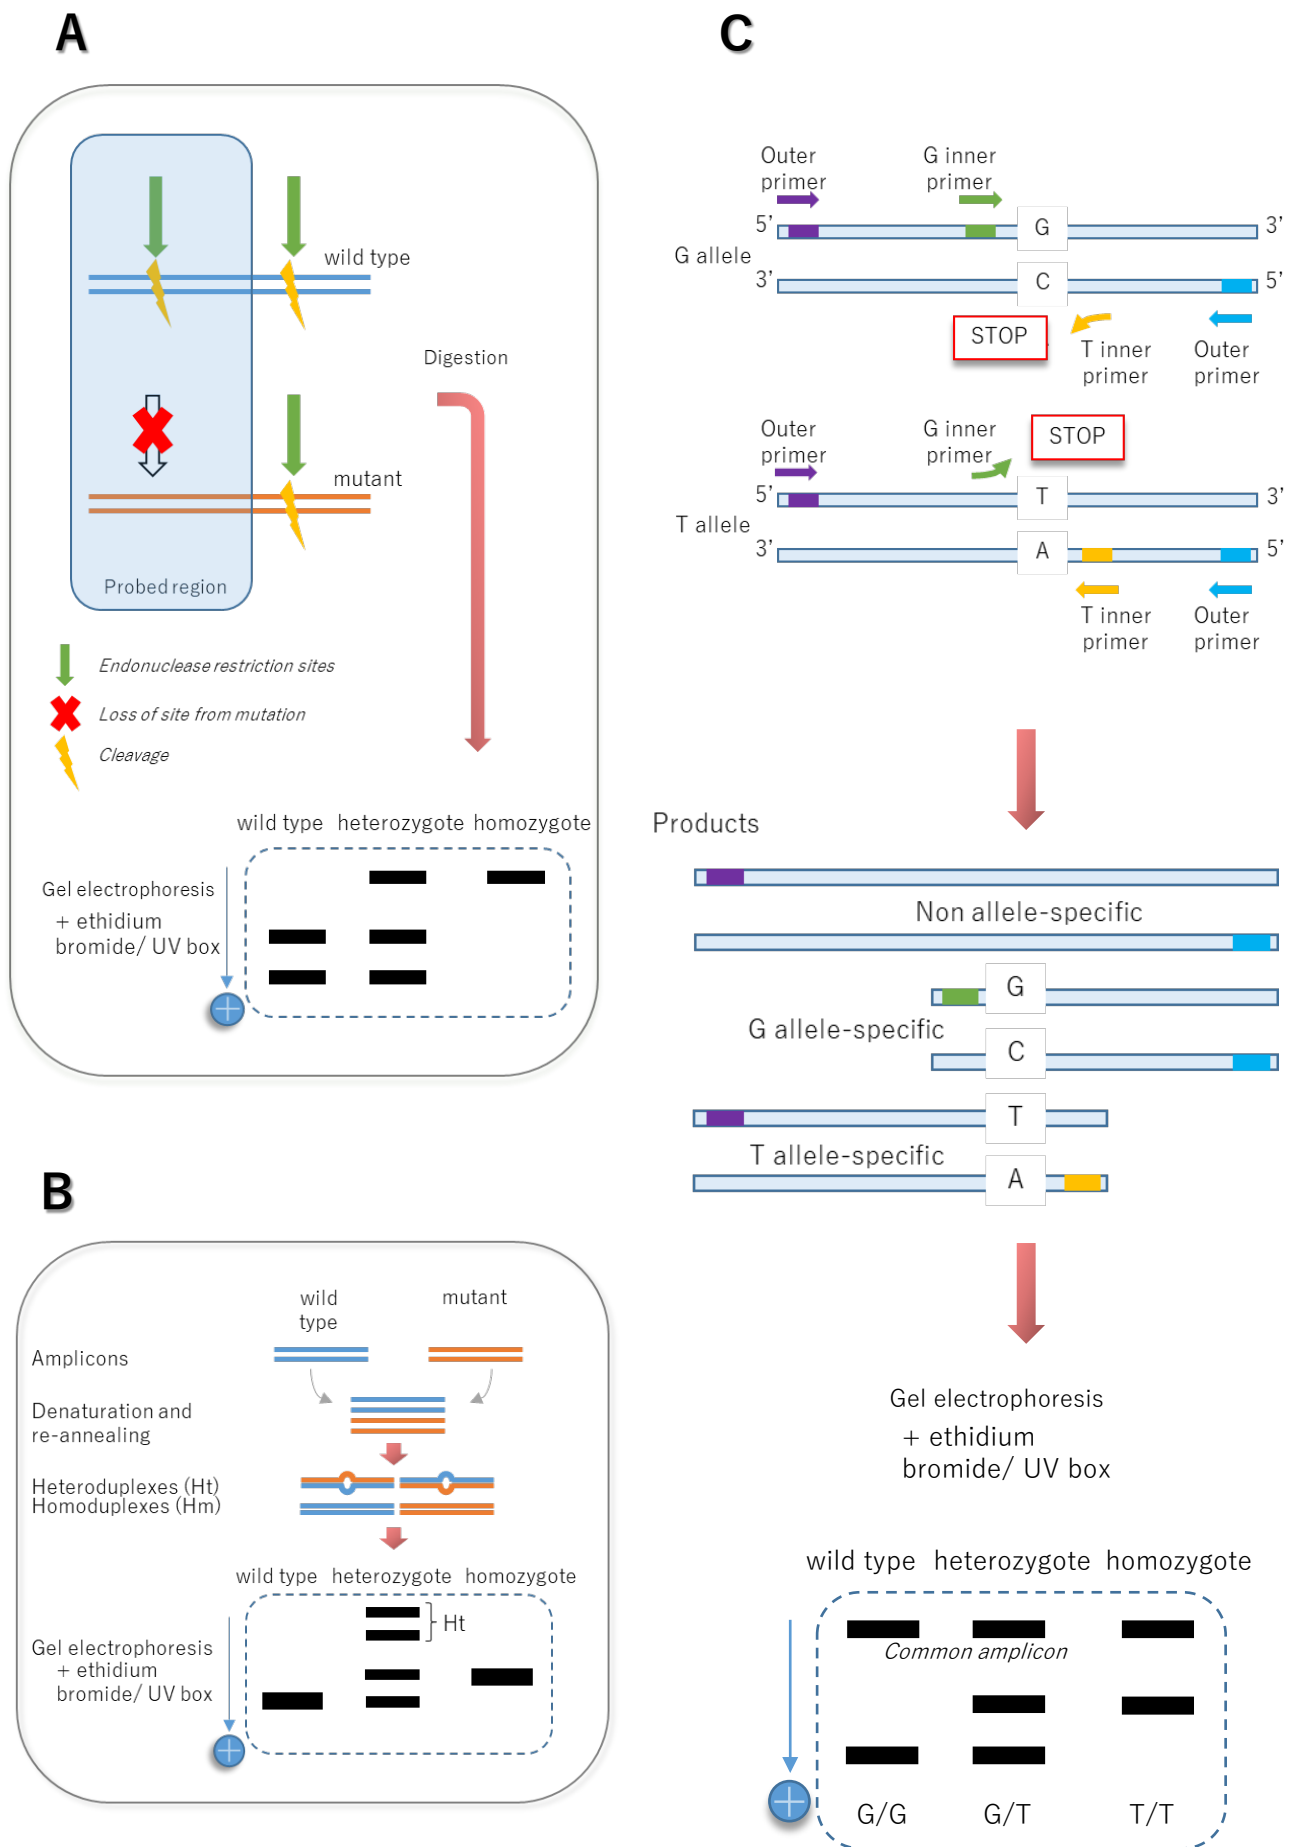 A
wild type
Digestion
mutant
Probed region
Endonuclease restriction sites
Loss of site from mutation
Cleavage
wild type heterozygote homozygote
Gel electrophoresis
+ ethidium
bromide/ UV box
B
wild
type
mutant
Amplicons
Denaturation and
re-annealing
Heteroduplexes (Ht)
Homoduplexes (Hm)
wild type heterozygote homozygote
Ht
Gel electrophoresis
+ ethidium
bromide/ UV box
C
Outer
primer
G inner
primer
5’
G
3’
G allele
3’
C
5’
STOP
T inner
primer
Outer
primer
Outer
primer
G inner
primer
STOP
5’
T
3’
T allele
3’
A
5’
T inner
primer
Outer
primer
Products
Non allele-specific
G
G allele-specific
C
T
T allele-specific
A
Gel electrophoresis
+ ethidium
bromide/ UV box
wild type heterozygote homozygote
Common amplicon
G/G G/T T/T